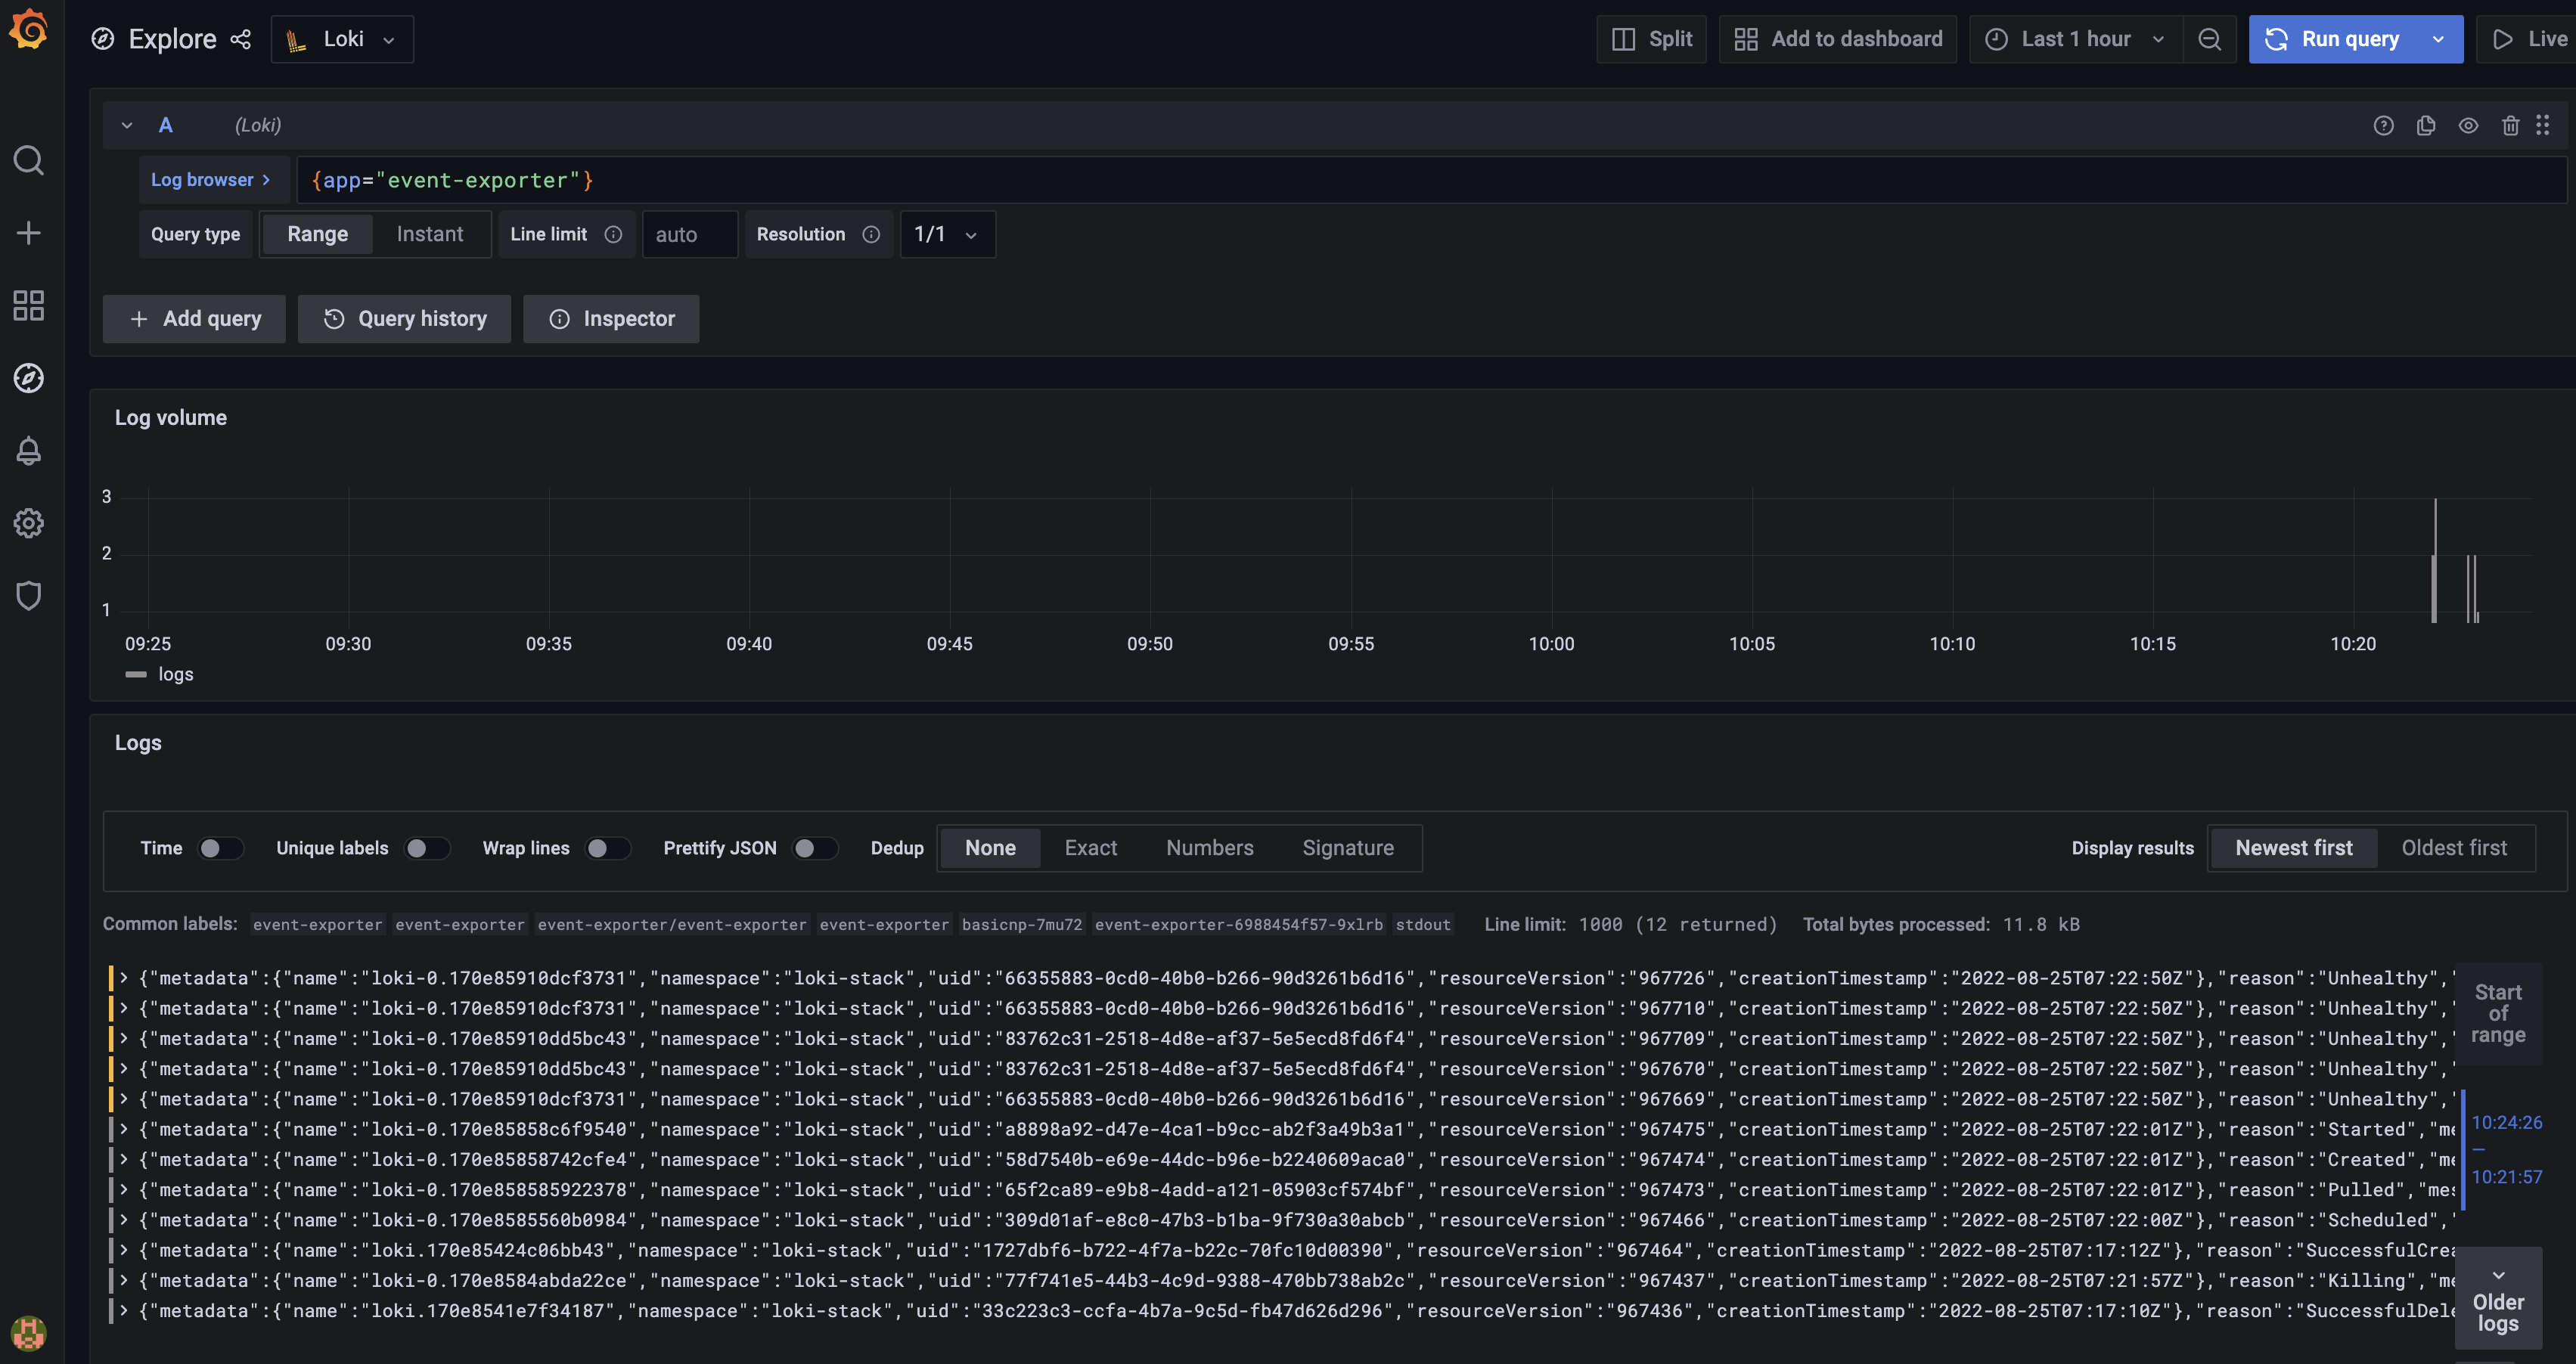 Explore Loki Split Add to dashboard Last 1 hour Run query Live
A (Loki)
Log browser {app="event-exporter"}
Query type Range Instant Line limit auto Resolution 1/1
Add query Query history Inspector
Log volume
3
2
1
09:25 09:30 09:35 09:40 09:45 09:50 09:55 10:00 10:05 10:10 10:15 10:20
logs
Logs
Time Unique labels Wrap lines Prettify JSON Dedup None Exact Numbers Signature Display results Newest first Oldest first
Common labels: event-exporter event-exporter event-exporter/event-exporter event-exporter basicnp-7mu72 event-exporter-6988454f57-9xlrb stdout Line limit: 1000 (12 returned) Total bytes processed: 11.8 kB
{"metadata":{"name":"loki-0.170e85910dcf3731","namespace":"loki-stack","uid":"66355883-0cd0-40b0-b266-90d3261b6d16","resourceVersion":"967726","creationTimestamp":"2022-08-25T07:22:50Z"},"reason":"Unhealthy","
{"metadata":{"name":"loki-0.170e85910dcf3731","namespace":"loki-stack","uid":"66355883-0cd0-40b0-b266-90d3261b6d16","resourceVersion":"967710","creationTimestamp":"2022-08-25T07:22:50Z"},"reason":"Unhealthy","
{"metadata":{"name":"loki-0.170e85910dd5bc43","namespace":"loki-stack","uid":"83762c31-2518-4d8e-af37-5e5ecd8fd6f4","resourceVersion":"967709","creationTimestamp":"2022-08-25T07:22:50Z"},"reason":"Unhealthy","
{"metadata":{"name":"loki-0.170e85910dd5bc43","namespace":"loki-stack","uid":"83762c31-2518-4d8e-af37-5e5ecd8fd6f4","resourceVersion":"967670","creationTimestamp":"2022-08-25T07:22:50Z"},"reason":"Unhealthy","
{"metadata":{"name":"loki-0.170e85910dcf3731","namespace":"loki-stack","uid":"66355883-0cd0-40b0-b266-90d3261b6d16","resourceVersion":"967669","creationTimestamp":"2022-08-25T07:22:50Z"},"reason":"Unhealthy","
{"metadata":{"name":"loki-0.170e85858c6f9540","namespace":"loki-stack","uid":"a8898a92-d47e-4ca1-b9cc-ab2f3a49b3a1","resourceVersion":"967475","creationTimestamp":"2022-08-25T07:22:01Z"},"reason":"Started","me
{"metadata":{"name":"loki-0.170e85858742cfe4","namespace":"loki-stack","uid":"58d7540b-e69e-44dc-b96e-b2240609aca0","resourceVersion":"967474","creationTimestamp":"2022-08-25T07:22:01Z"},"reason":"Created","me
{"metadata":{"name":"loki-0.170e858585922378","namespace":"loki-stack","uid":"65f2ca89-e9b8-4add-a121-05903cf574bf","resourceVersion":"967473","creationTimestamp":"2022-08-25T07:22:01Z"},"reason":"Pulled","mes
{"metadata":{"name":"loki-0.170e8585560b0984","namespace":"loki-stack","uid":"309d01af-e8c0-47b3-b1ba-9f730a30abcb","resourceVersion":"967466","creationTimestamp":"2022-08-25T07:22:00Z"},"reason":"Scheduled","
{"metadata":{"name":"loki.170e85424c06bb43","namespace":"loki-stack","uid":"1727dbf6-b722-4f7a-b22c-70fc10d00390","resourceVersion":"967464","creationTimestamp":"2022-08-25T07:17:12Z"},"reason":"SuccessfulCrea
{"metadata":{"name":"loki-0.170e8584abda22ce","namespace":"loki-stack","uid":"77f741e5-44b3-4c9d-9388-470bb738ab2c","resourceVersion":"967437","creationTimestamp":"2022-08-25T07:21:57Z"},"reason":"Killing","me
{"metadata":{"name":"loki.170e8541e7f34187","namespace":"loki-stack","uid":"33c223c3-ccfa-4b7a-9c5d-fb47d626d296","resourceVersion":"967436","creationTimestamp":"2022-08-25T07:17:10Z"},"reason":"SuccessfulDele
Start
of
range
10:24:26
—
10:21:57
Older
logs